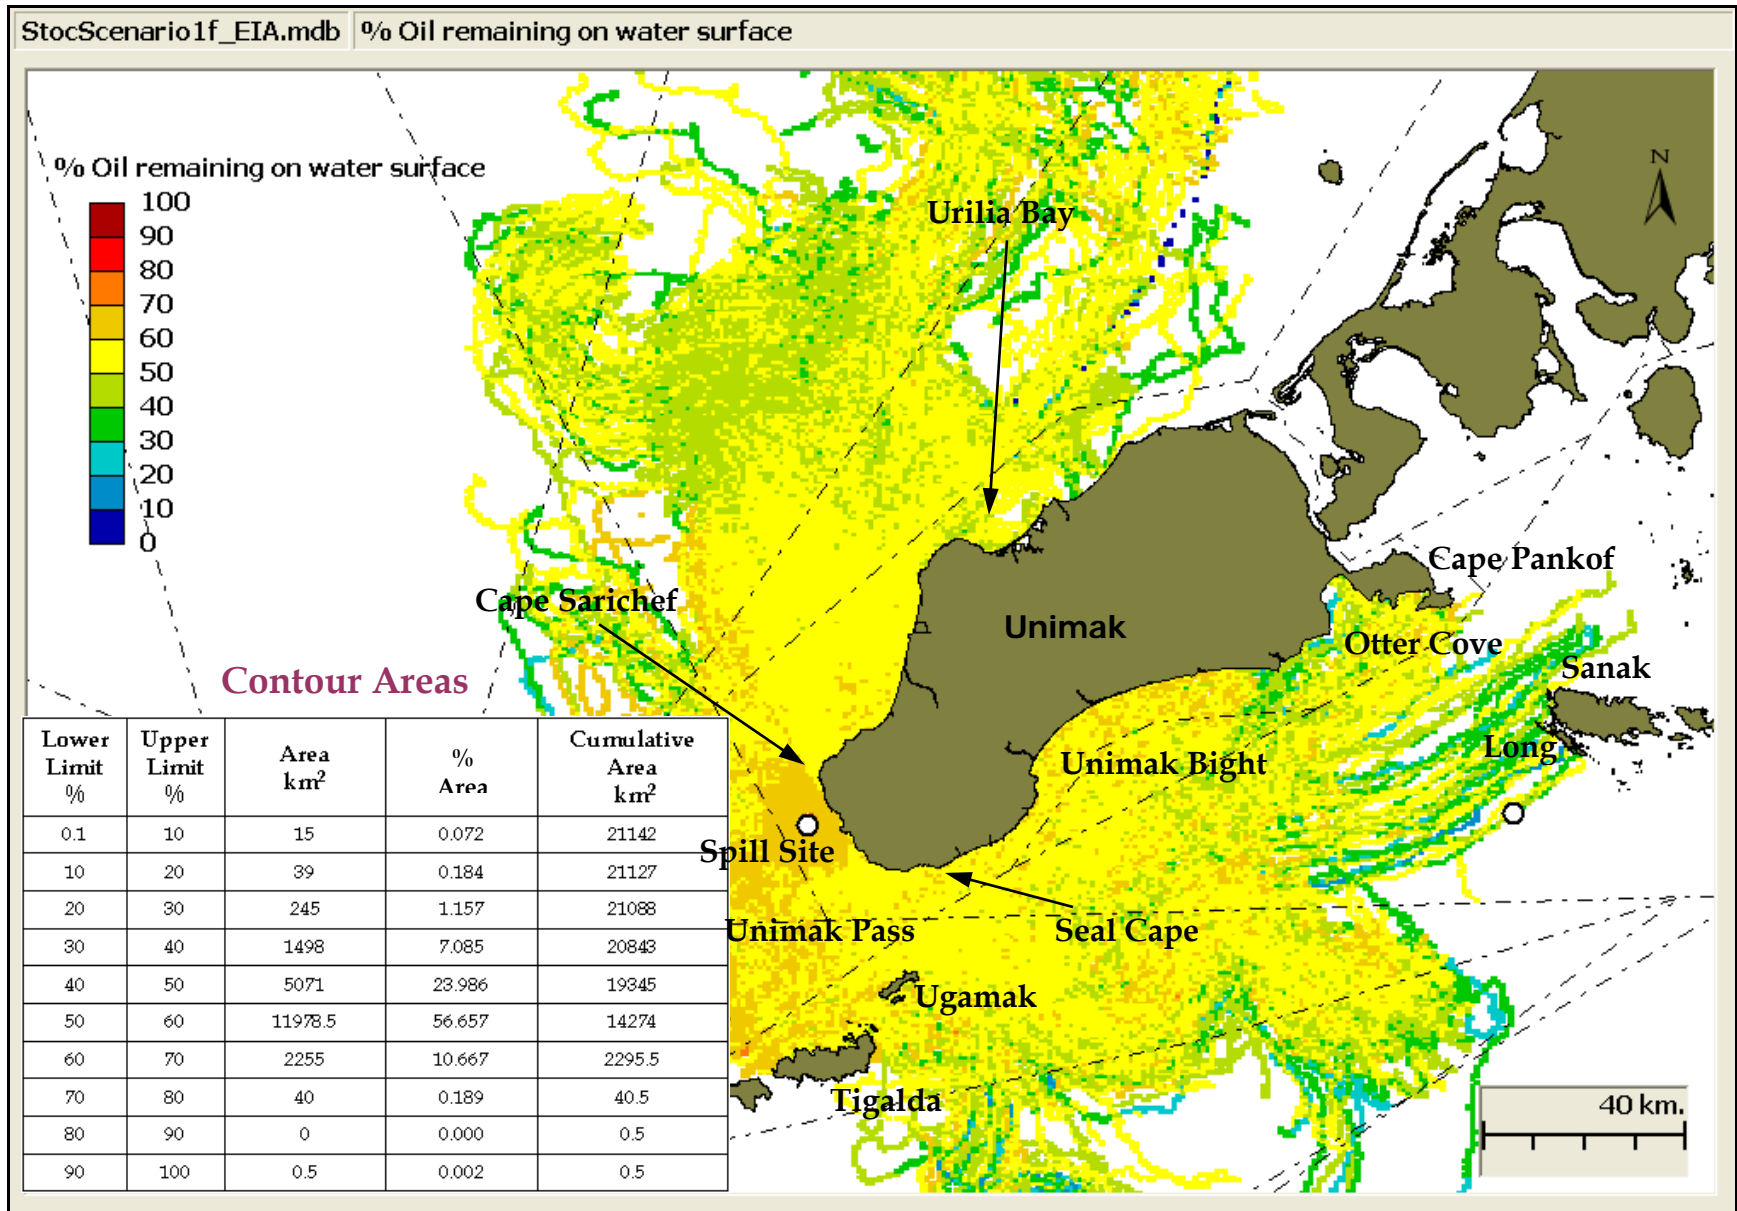 StocScenario1f_EIA.mdb % Oil remaining on water surface
% Oil remaining on water surface
100
90
80
70
60
50
40
30
20
10
0
N
Urilia Bay
Cape Pankof
Cape Sarichef
Unimak
Otter Cove
Sanak
Long
Unimak Bight
Spill Site
Unimak Pass
Seal Cape
Ugamak
Tigalda
40 km.
Contour Areas
Lower Limit % Upper Limit % Area km² % Area Cumulative Area km²
0.1 10 15 0.072 21142
10 20 39 0.184 21127
20 30 245 1.157 21088
30 40 1498 7.085 20843
40 50 5071 23.986 19345
50 60 11978.5 56.657 14274
60 70 2255 10.667 2295.5
70 80 40 0.189 40.5
80 90 0 0.000 0.5
90 100 0.5 0.002 0.5